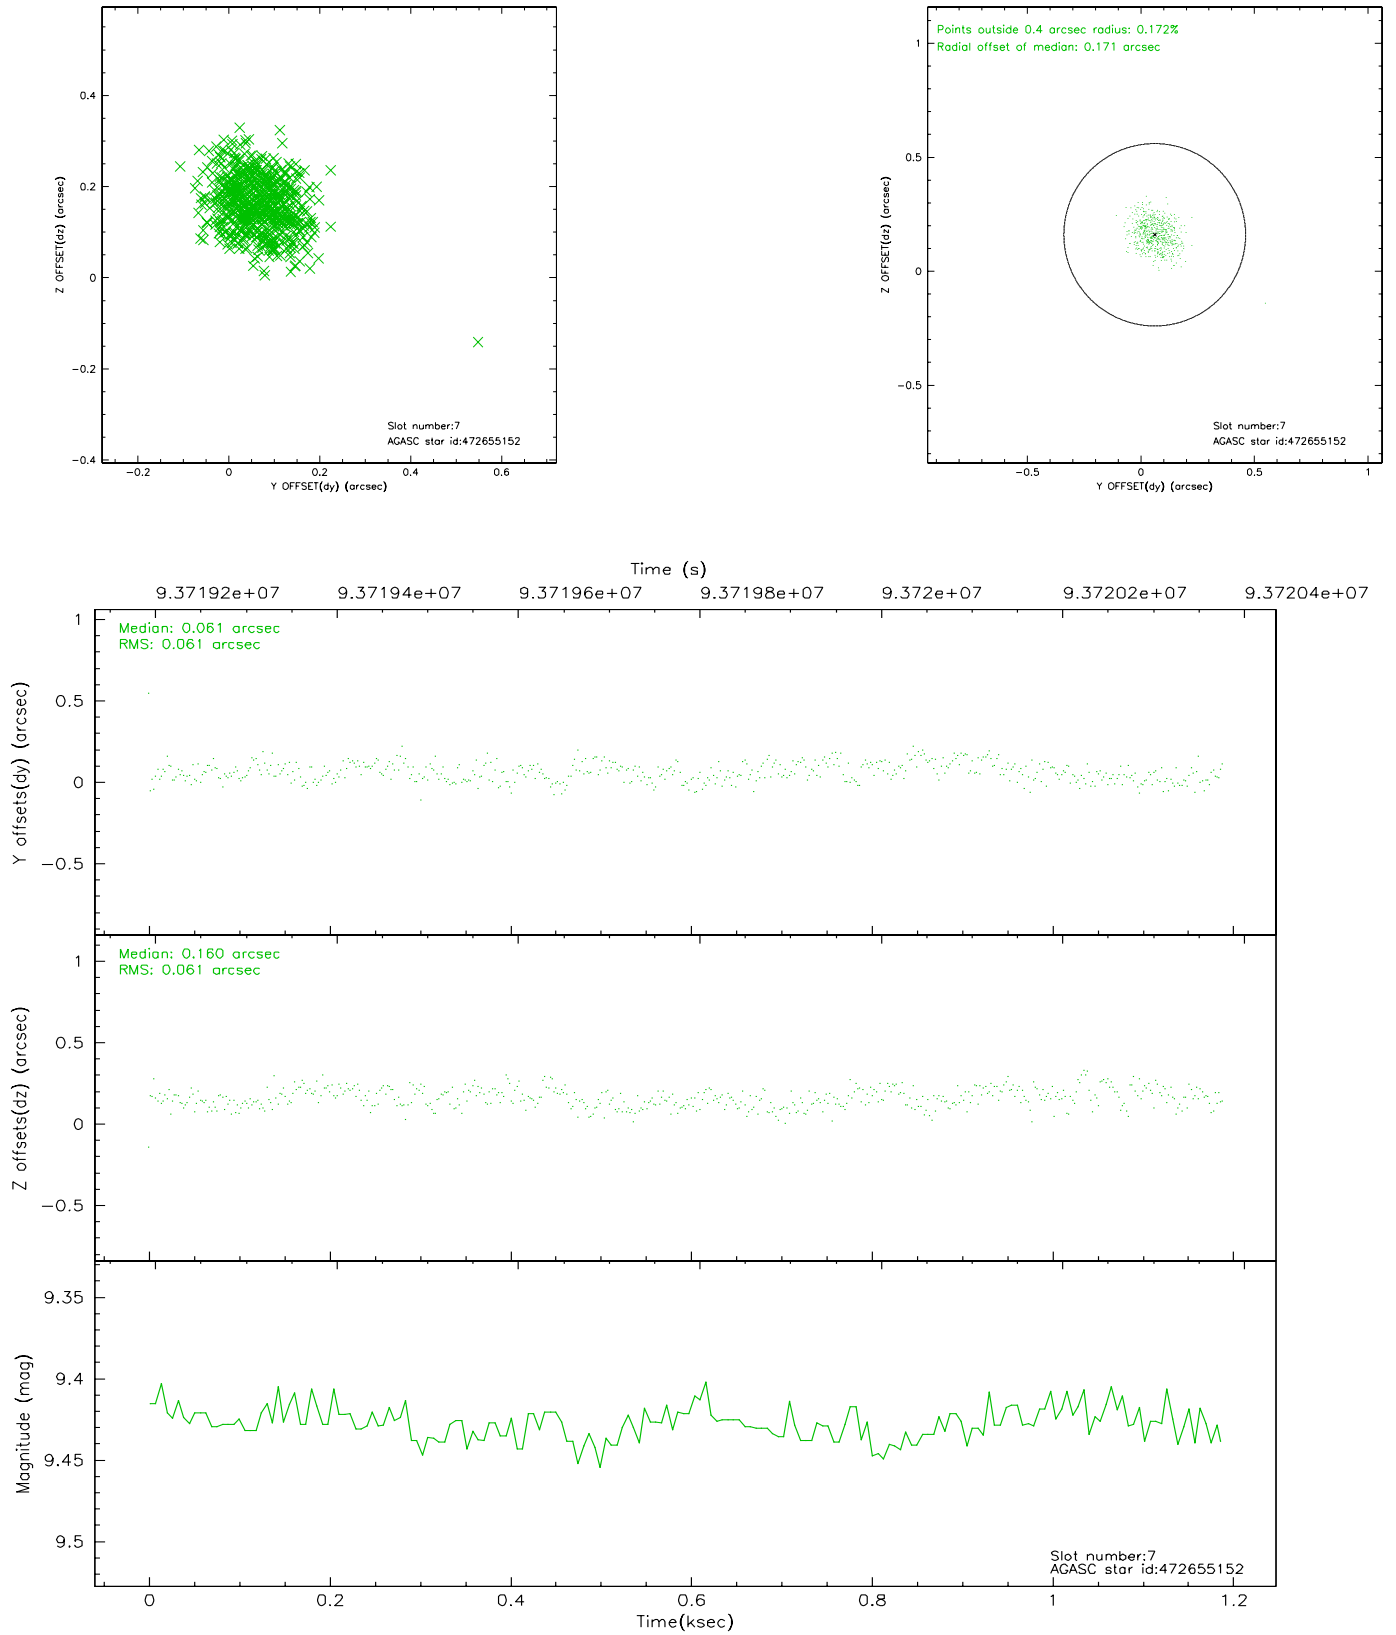 0.4
0.2
0
−0.2
−0.4
Z OFFSET(dz) (arcsec)
Slot number:7
AGASC star id:472655152
−0.2 0 0.2 0.4 0.6
Y OFFSET(dy) (arcsec)
Points outside 0.4 arcsec radius: 0.172%
Radial offset of median: 0.171 arcsec
1
0.5
0
−0.5
Z OFFSET(dz) (arcsec)
Slot number:7
AGASC star id:472655152
−0.5 0 0.5 1
Y OFFSET(dy) (arcsec)
Time (s)
9.37192e+07 9.37194e+07 9.37196e+07 9.37198e+07 9.372e+07 9.37202e+07 9.37204e+07
Median: 0.061 arcsec
RMS: 0.061 arcsec
1
0.5
0
−0.5
Y offsets(dy) (arcsec)
Median: 0.160 arcsec
RMS: 0.061 arcsec
1
0.5
0
−0.5
Z offsets(dz) (arcsec)
9.35
9.4
9.45
9.5
Magnitude (mag)
Slot number:7
AGASC star id:472655152
0 0.2 0.4 0.6 0.8 1 1.2
Time(ksec)